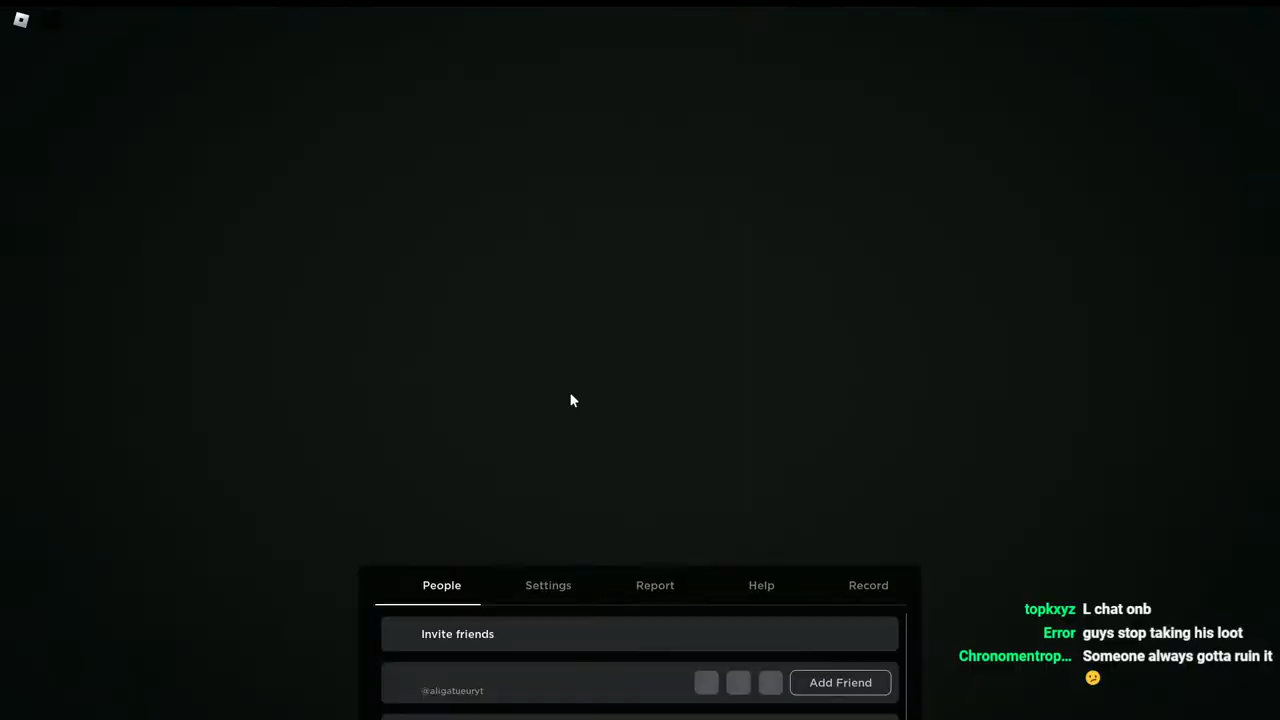 People Settings Report Help Record
Invite friends
@aligatueuryt Add Friend
topkxyz L chat onb
Error guys stop taking his loot
Chronomentrop... Someone always gotta ruin it
😕